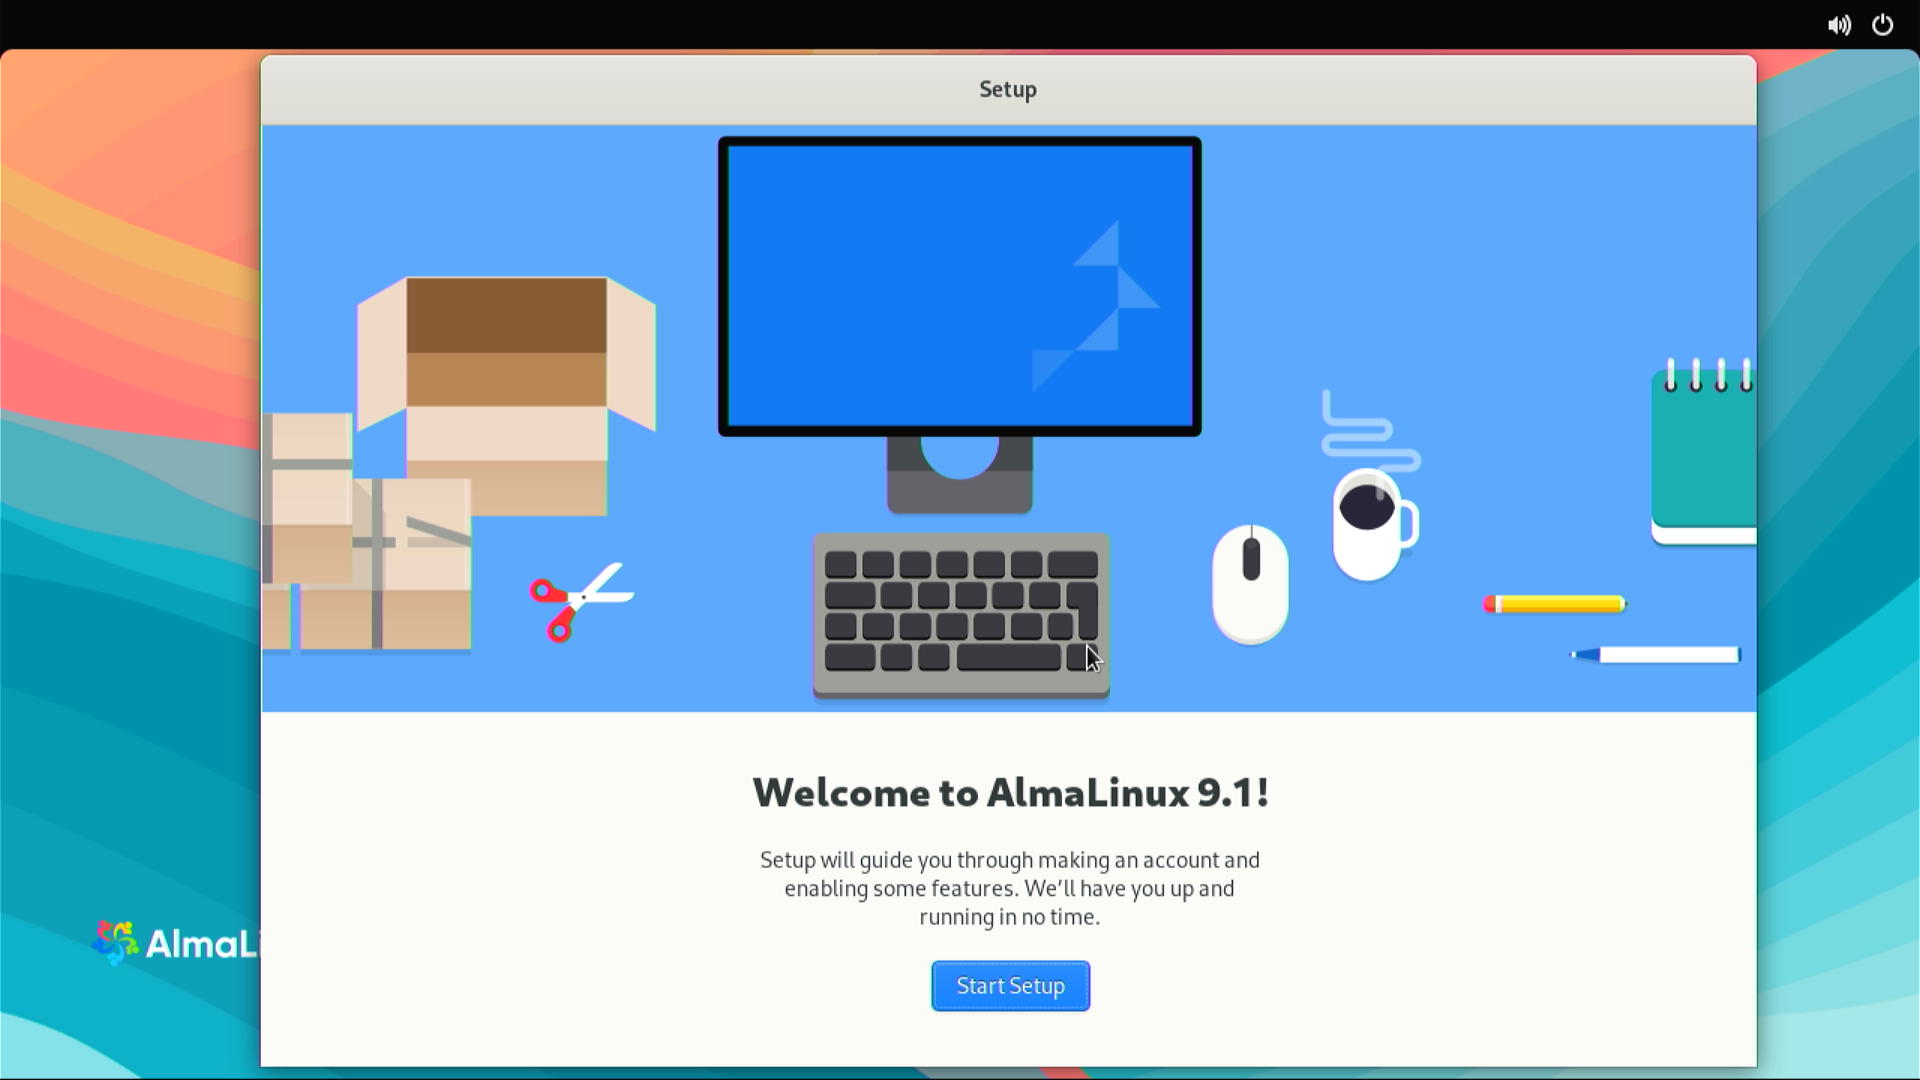 Setup
Welcome to AlmaLinux 9.1!
Setup will guide you through making an account and
enabling some features. We’ll have you up and
running in no time.
AlmaLi
Start Setup